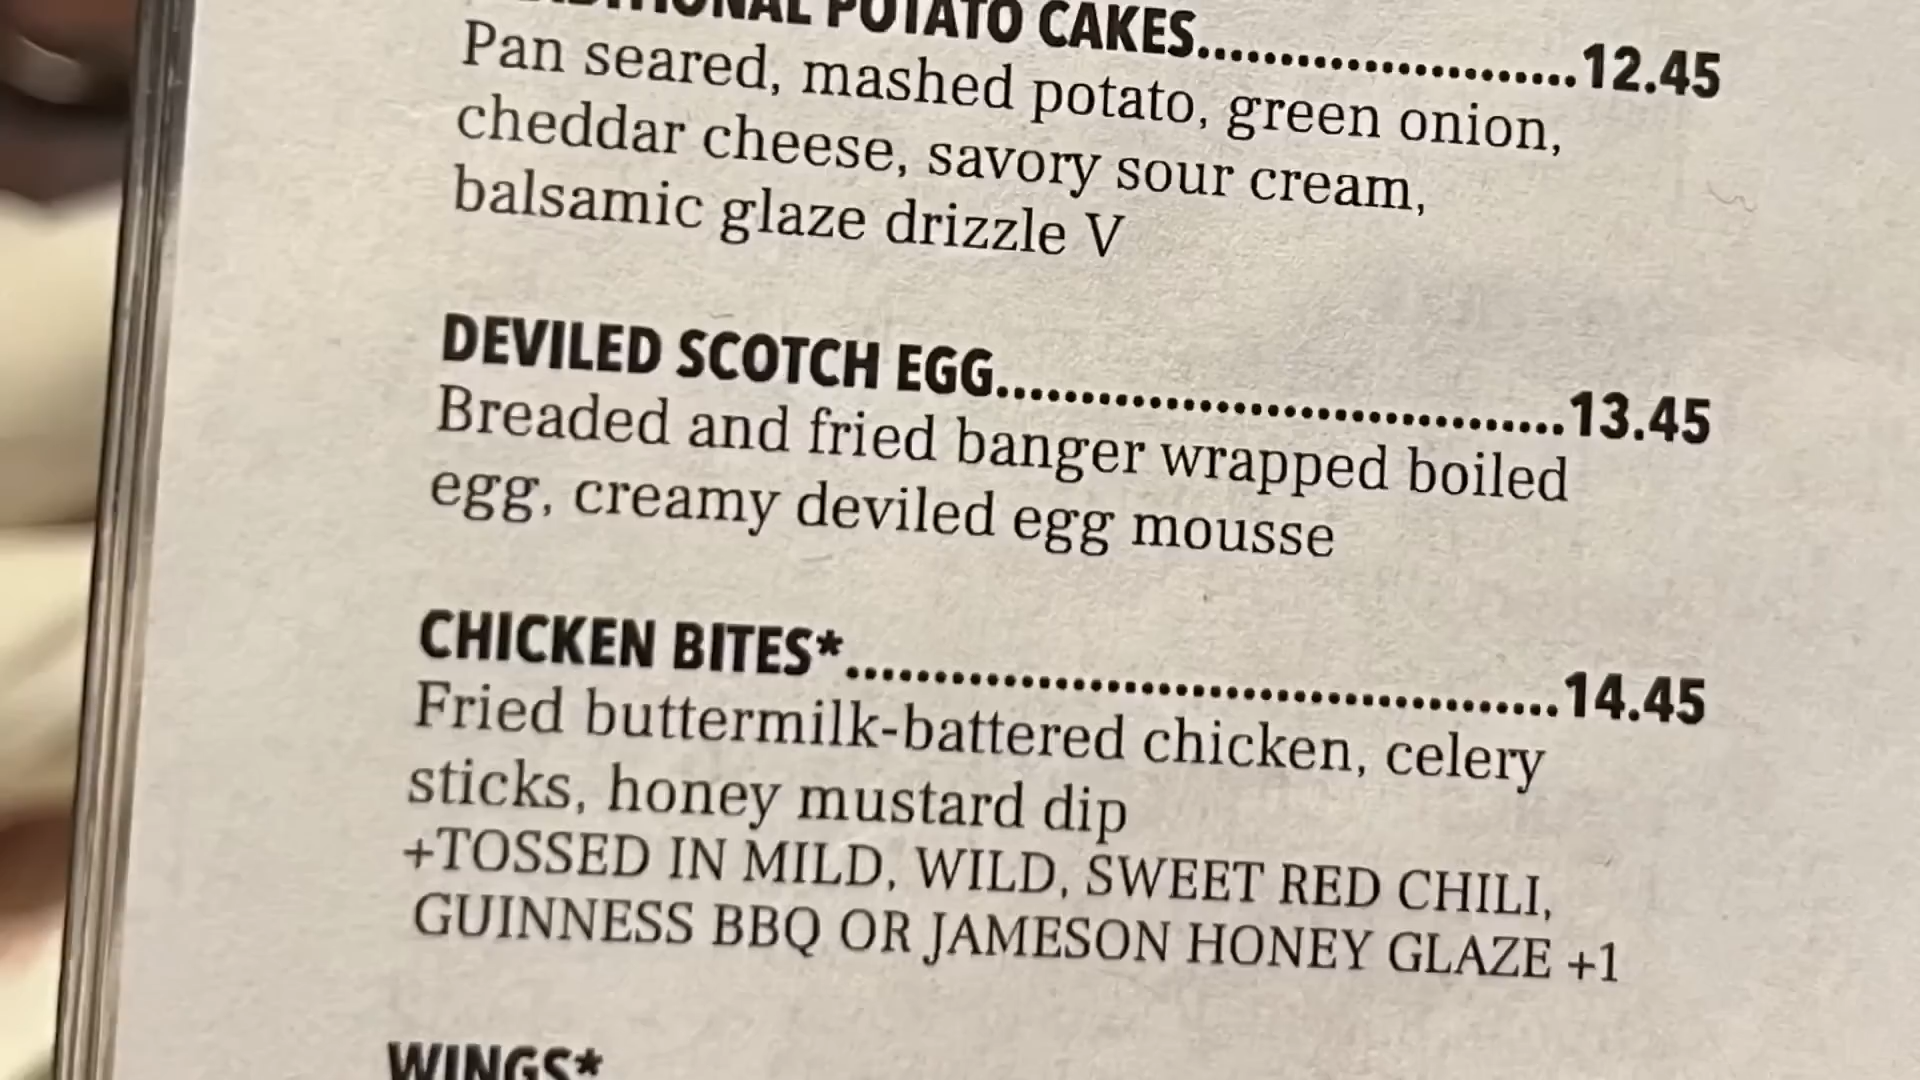 POTATO CAKES.......................12.45
Pan seared, mashed potato, green onion,
cheddar cheese, savory sour cream,
balsamic glaze drizzle V
DEVILED SCOTCH EGG..................................13.45
Breaded and fried banger wrapped boiled
egg, creamy deviled egg mousse
CHICKEN BITES*..........................................14.45
Fried buttermilk-battered chicken, celery
sticks, honey mustard dip
+TOSSED IN MILD, WILD, SWEET RED CHILI,
GUINNESS BBQ OR JAMESON HONEY GLAZE +1
WINGS*